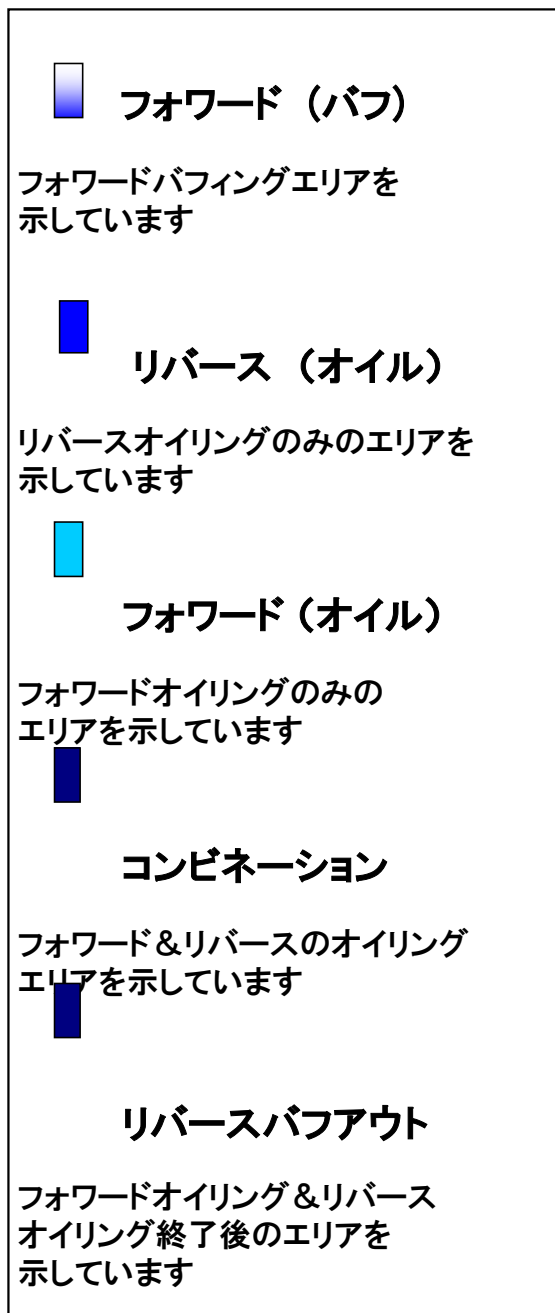 フォワード （バフ）
フォワードバフィングエリアを
示しています
リバース （オイル）
リバースオイリングのみのエリアを
示しています
フォワード（オイル）
フォワードオイリングのみの
エリアを示しています
コンビネーション
フォワード＆リバースのオイリング
エリアを示しています
リバースバフアウト
フォワードオイリング＆リバース
オイリング終了後のエリアを
示しています